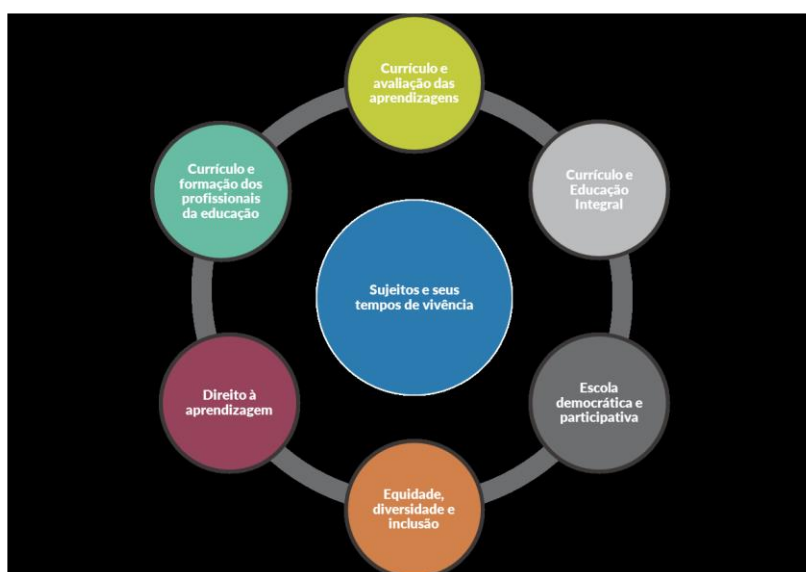 Currículo e
avaliação das
aprendizagens
Currículo e
formação dos
profissionais
da educação
Currículo e
Educação
Integral
Sujeitos e seus
tempos de vivência
Direito à
aprendizagem
Escola
democrática e
participativa
Equidade,
diversidade e
inclusão